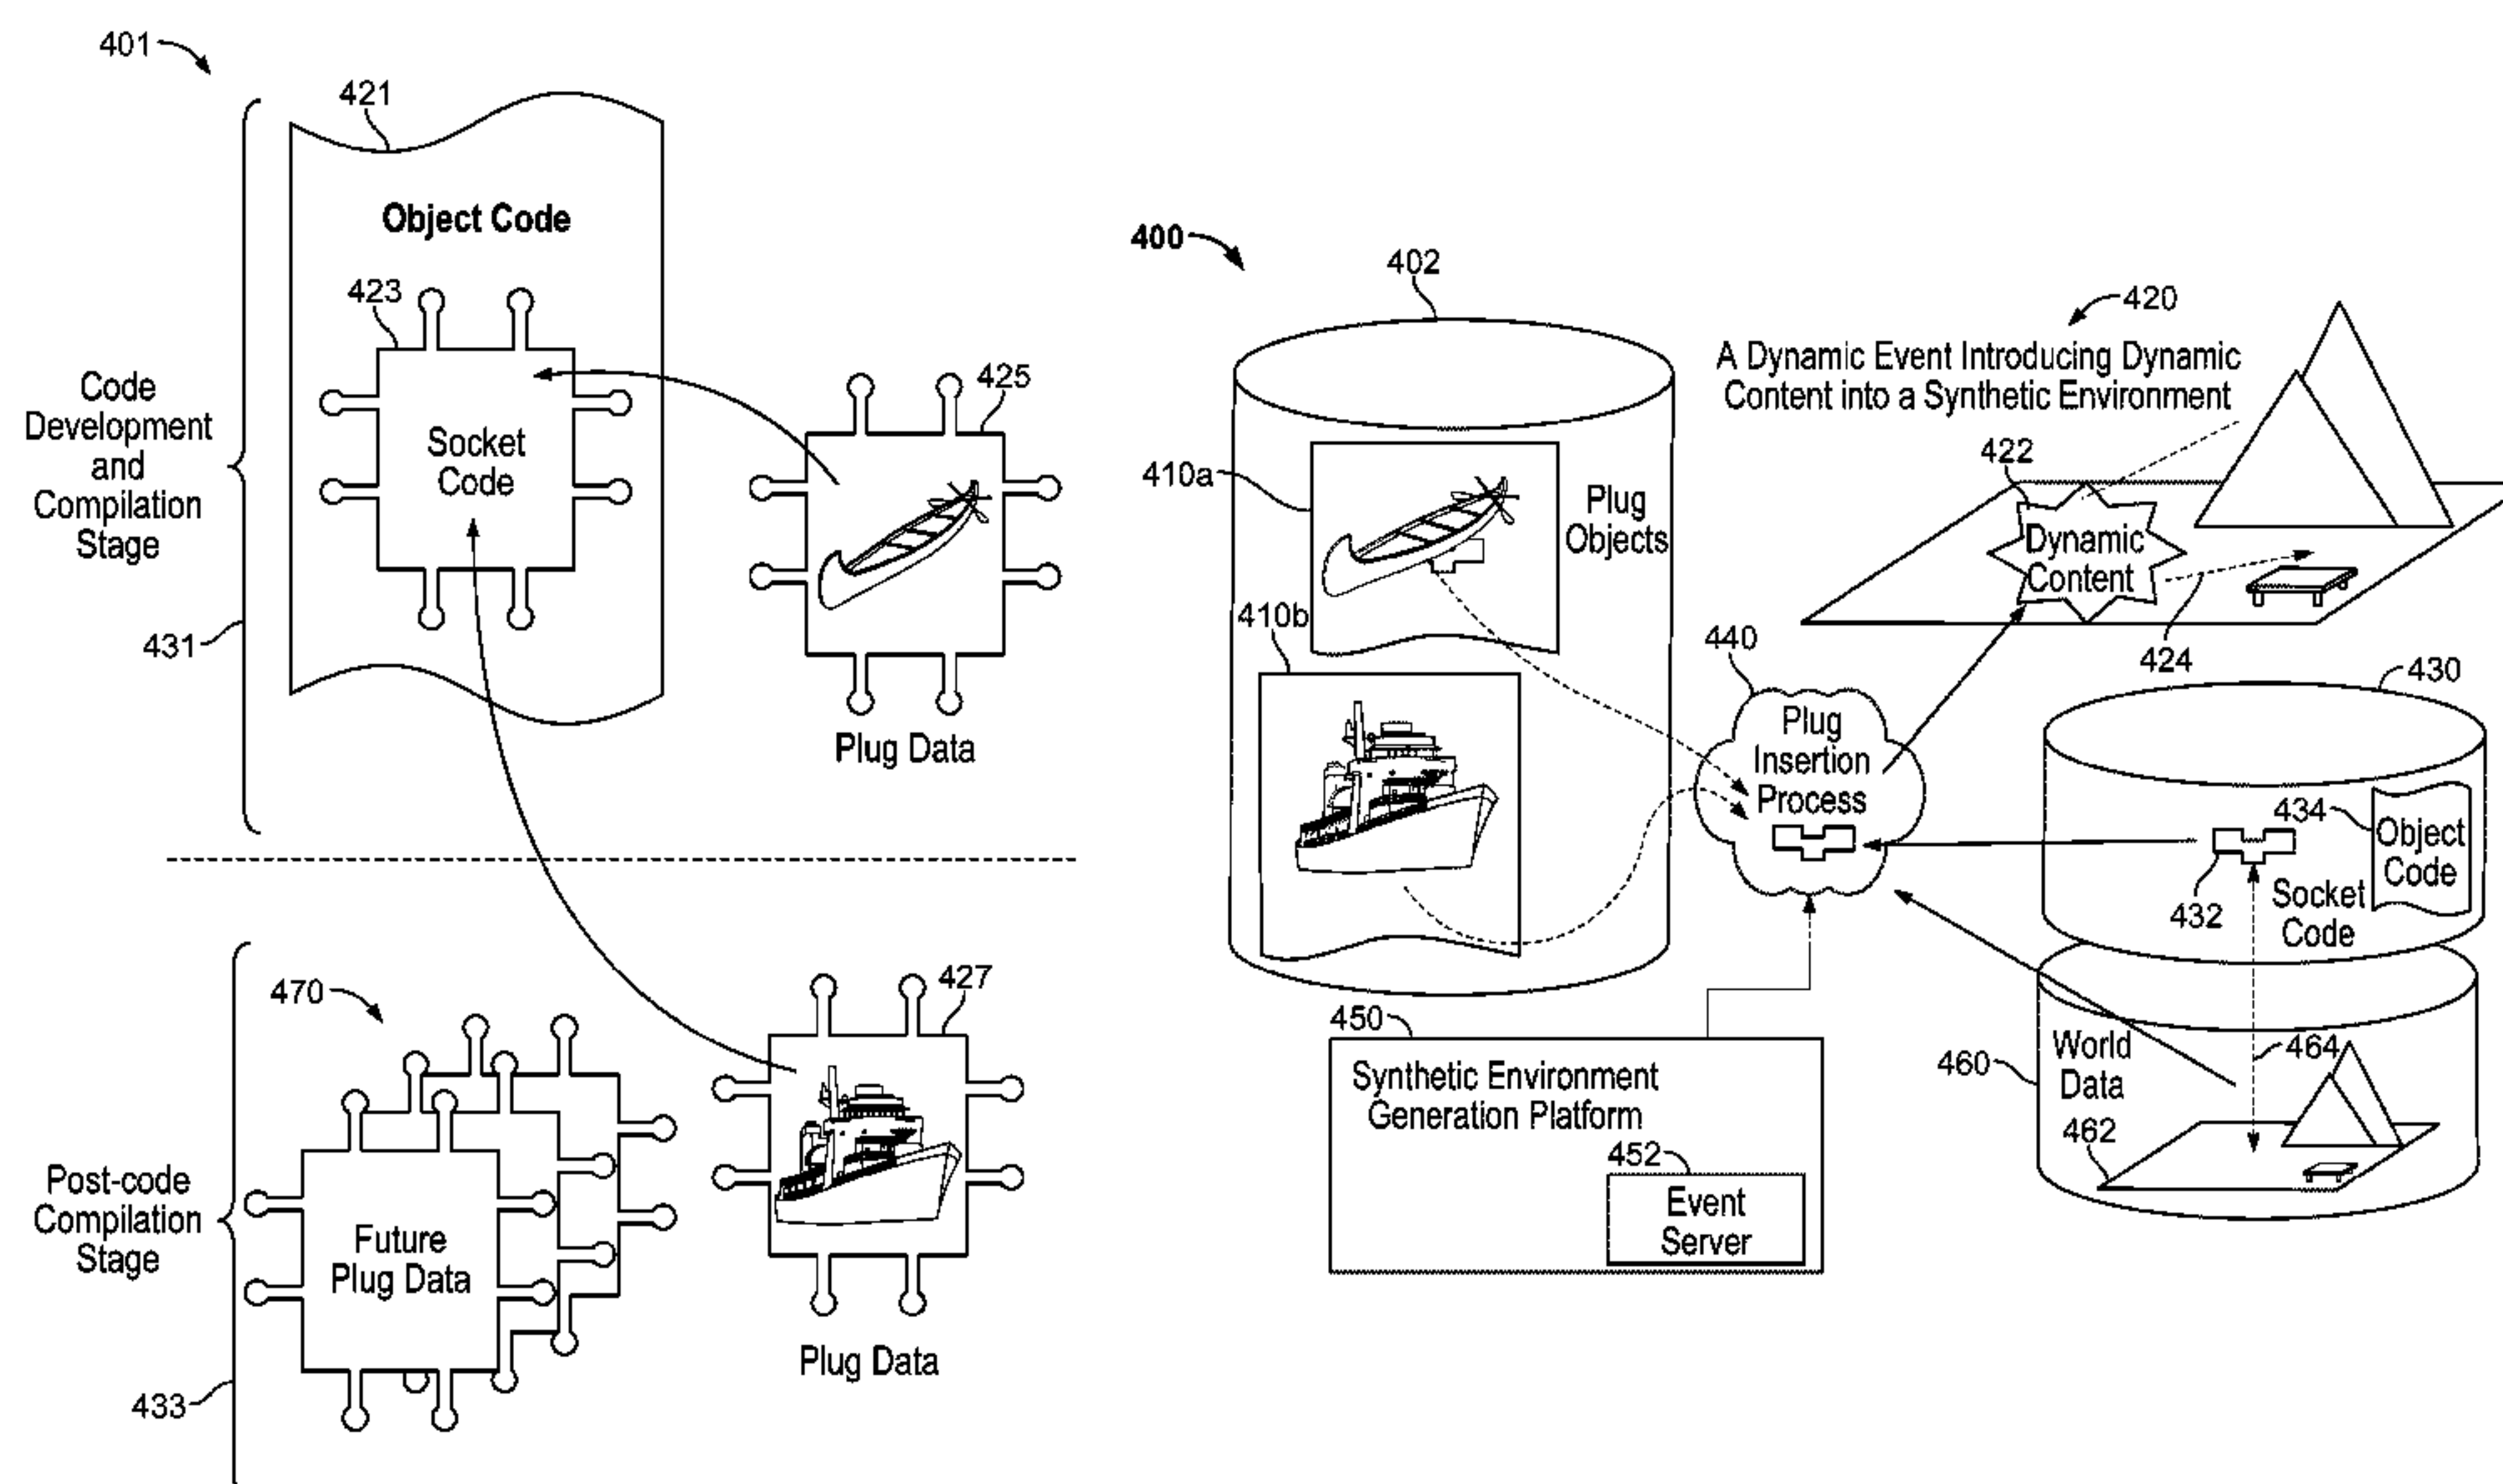 401
421
Object Code
423
Socket
Code
Code
Development
and
Compilation
Stage
431
425
Plug Data
470
427
Post-code
Compilation
Stage
Future
Plug Data
433
Plug Data
400
402
410a
Plug
Objects
410b
420
A Dynamic Event Introducing Dynamic
Content into a Synthetic Environment
422
Dynamic
Content
424
440
Plug
Insertion
Process
430
434
Object
Code
432
Socket
Code
450
Synthetic Environment
Generation Platform
452
Event
Server
460
World
Data
464
462